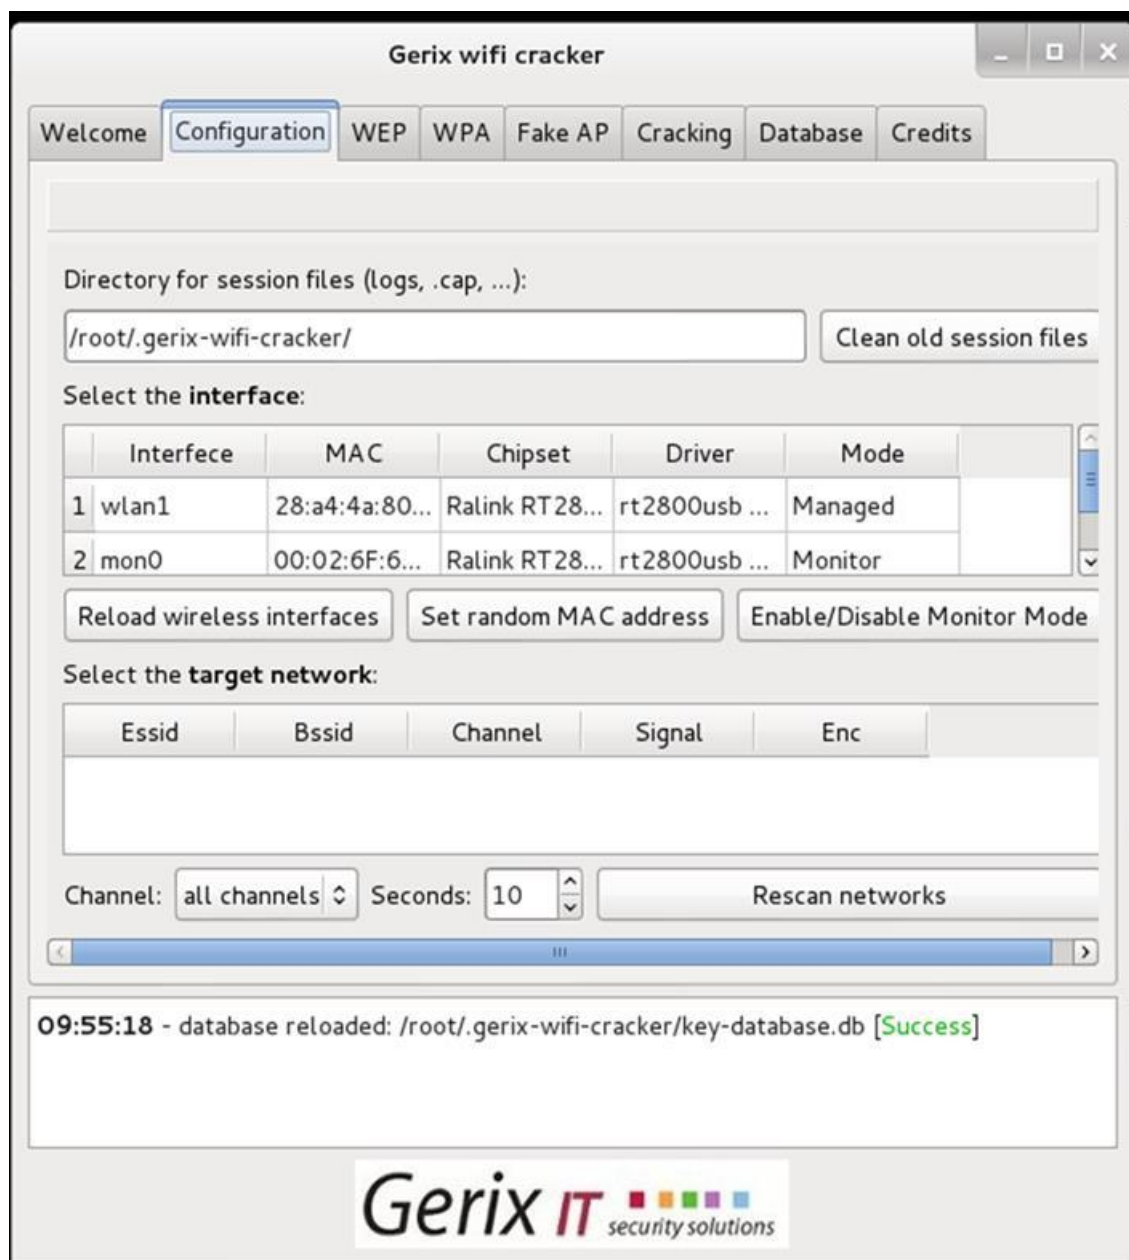 Gerix wifi cracker
Welcome Configuration WEP WPA Fake AP Cracking Database Credits
Directory for session files (logs, .cap, ...):
/root/.gerix-wifi-cracker/ Clean old session files
Select the interface:
Interfece MAC Chipset Driver Mode
1 wlan1 28:a4:4a:80... Ralink RT28... rt2800usb ... Managed
2 mon0 00:02:6F:6... Ralink RT28... rt2800usb ... Monitor
Reload wireless interfaces Set random MAC address Enable/Disable Monitor Mode
Select the target network:
Essid Bssid Channel Signal Enc
Channel: all channels Seconds: 10 Rescan networks
09:55:18 - database reloaded: /root/.gerix-wifi-cracker/key-database.db [Success]
Gerix IT security solutions